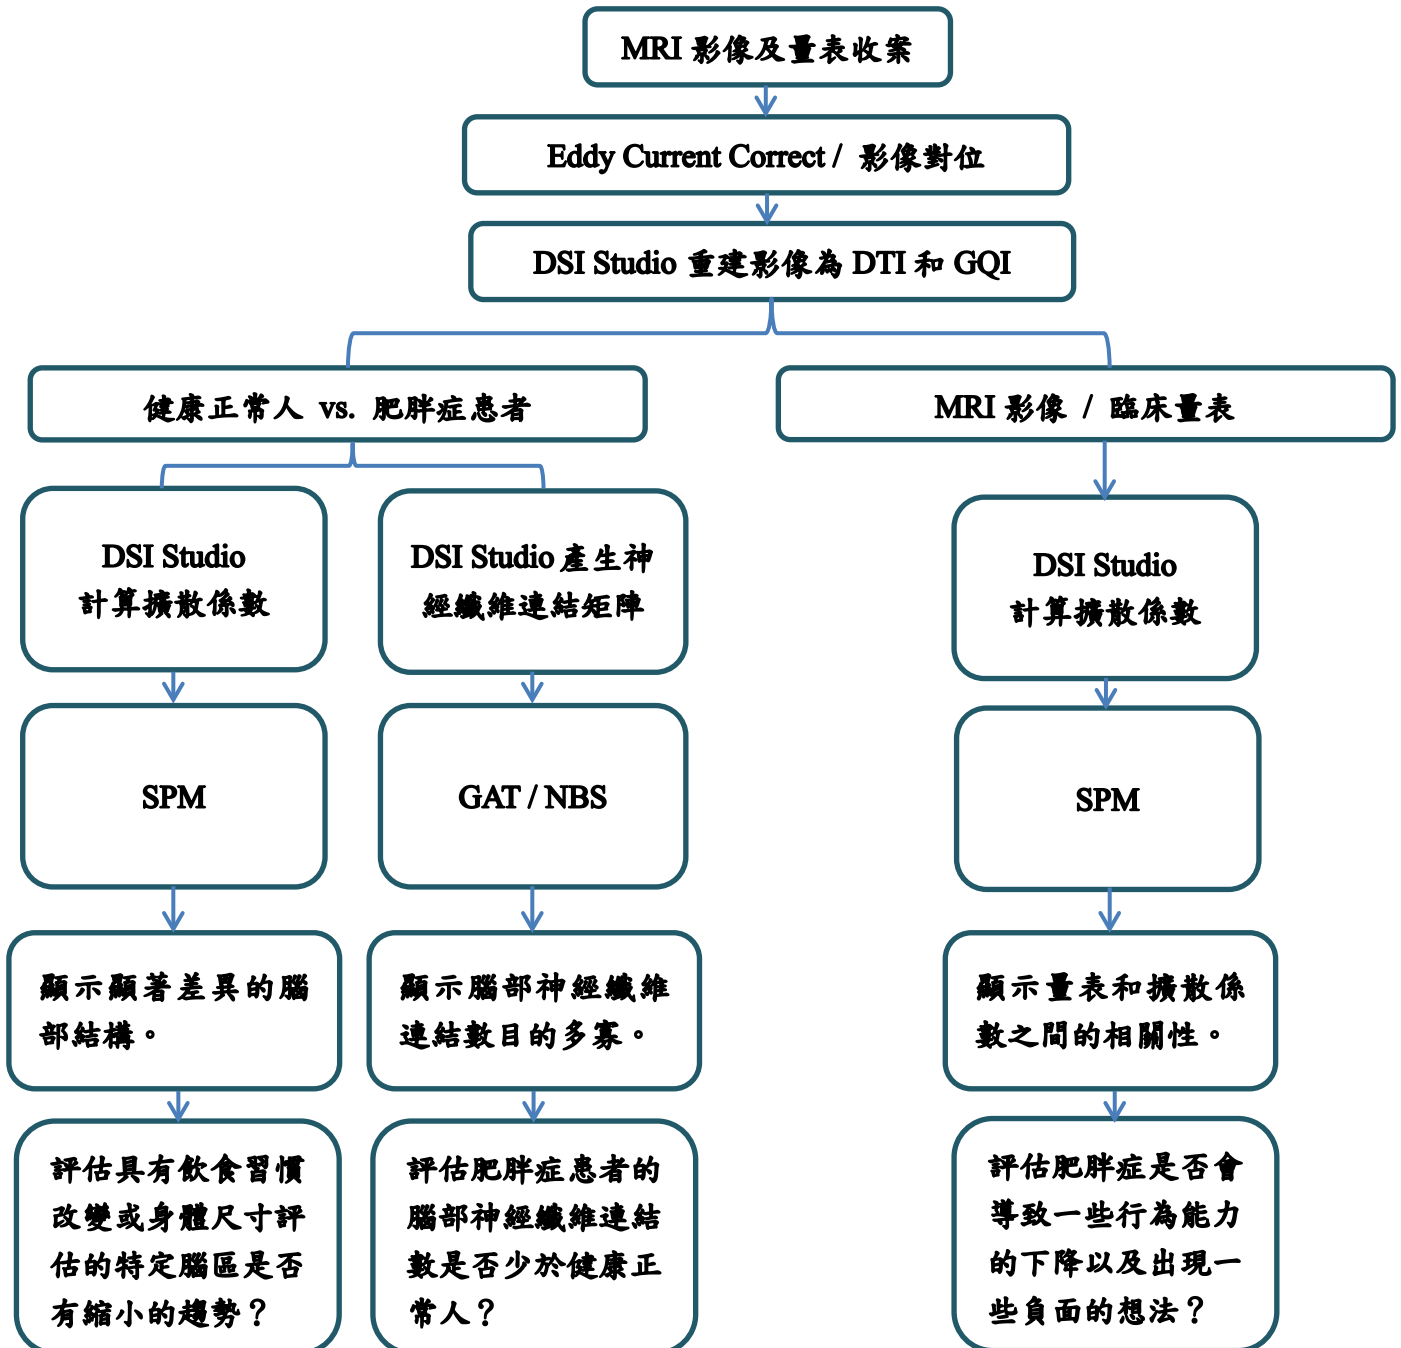 MRI 影像及量表收案
Eddy Current Correct / 影像對位
DSI Studio 重建影像為 DTI 和 GQI
健康正常人 vs. 肥胖症患者
MRI 影像 / 臨床量表
DSI Studio
計算擴散係數
DSI Studio 產生神
經纖維連結矩陣
DSI Studio
計算擴散係數
SPM
GAT / NBS
SPM
顯示顯著差異的腦
部結構。
顯示腦部神經纖維
連結數目的多寡。
顯示量表和擴散係
數之間的相關性。
評估具有飲食習慣
改變或身體尺寸評
估的特定腦區是否
有縮小的趨勢？
評估肥胖症患者的
腦部神經纖維連結
數是否少於健康正
常人？
評估肥胖症是否會
導致一些行為能力
的下降以及出現一
些負面的想法？